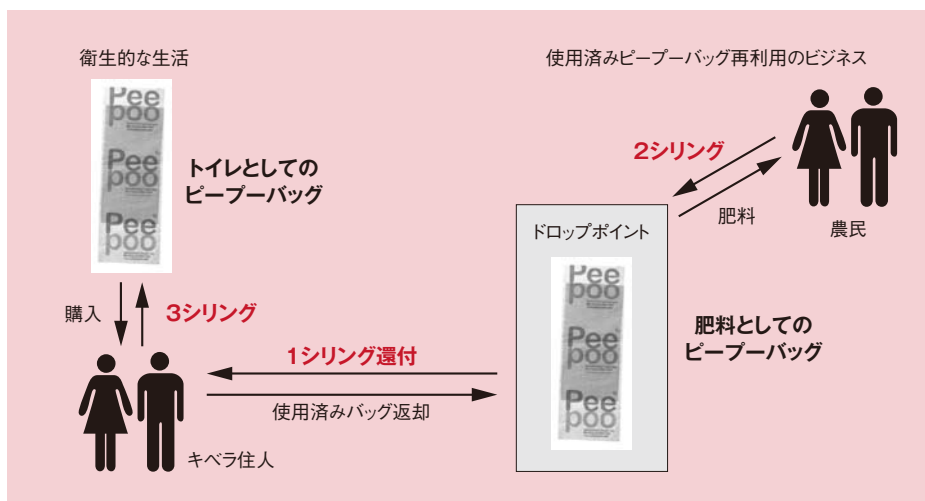 衛生的な生活
Pee
poo
Pee
poo
Pee
poo
トイレとしての
ピープーバッグ
購入
3シリング
キベラ住人
1シリング還付
使用済みバッグ返却
使用済みピープーバッグ再利用のビジネス
2シリング
肥料
農民
ドロップポイント
Pee
poo
Pee
poo
Pee
poo
肥料としての
ピープーバッグ